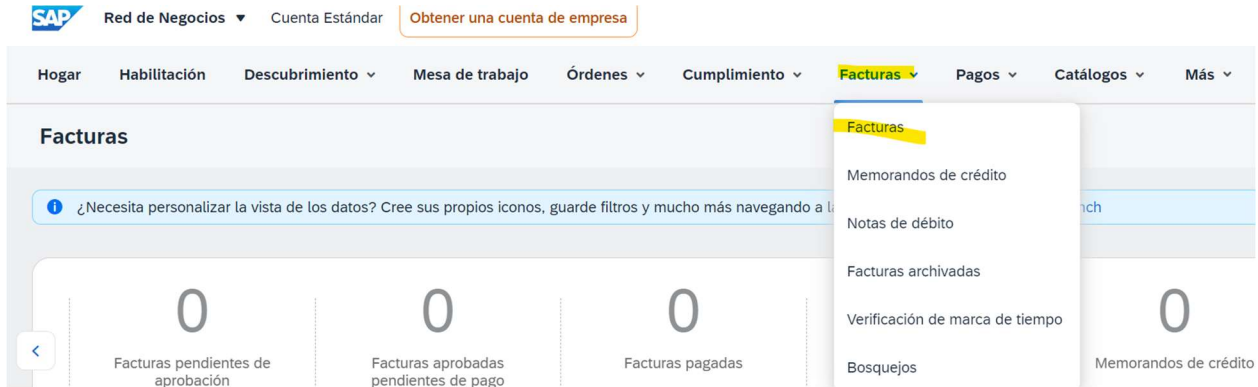 SAP Red de Negocios Cuenta Estándar Obtener una cuenta de empresa
Hogar Habilitación Descubrimiento Mesa de trabajo Órdenes Cumplimiento Facturas Pagos Catálogos Más
Facturas
Facturas
Memorandos de crédito
¿Necesita personalizar la vista de los datos? Cree sus propios iconos, guarde filtros y mucho más navegando a
Notas de débito
Facturas archivadas
Verificación de marca de tiempo
Bosquejos
0
Facturas pendientes de
aprobación
0
Facturas aprobadas
pendientes de pago
0
Facturas pagadas
0
Memorandos de crédito